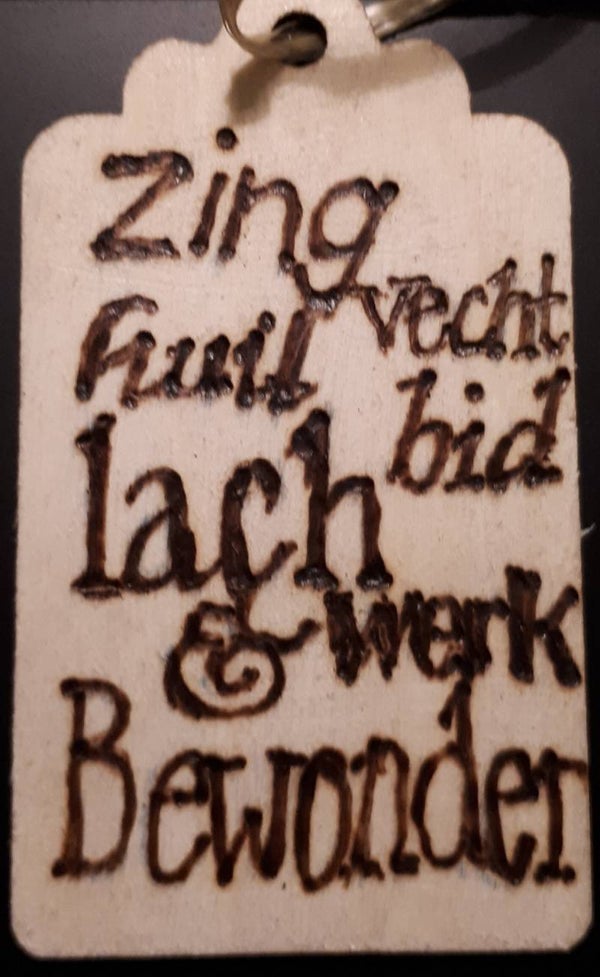 zing
vecht
huil
bid
lach
werk
&
Bewonder